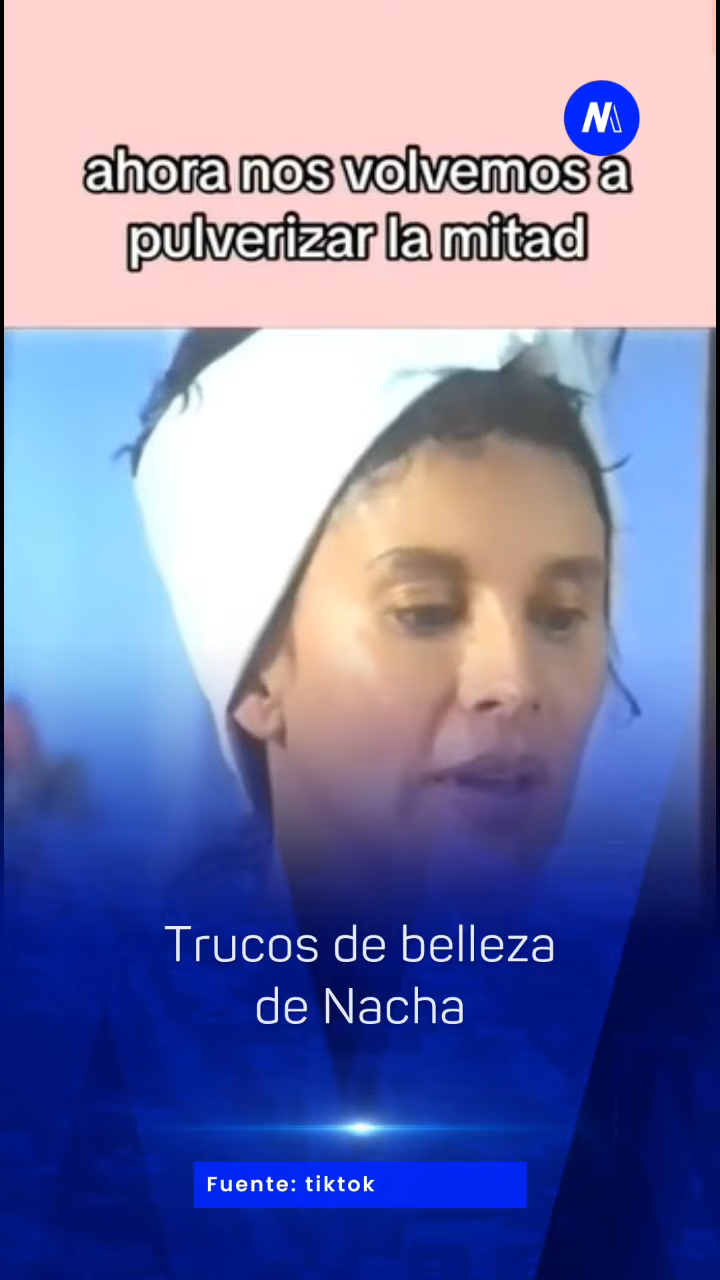 ahora nos volvemos a
pulverizar la mitad
Trucos de belleza
de Nacha
Fuente: tiktok